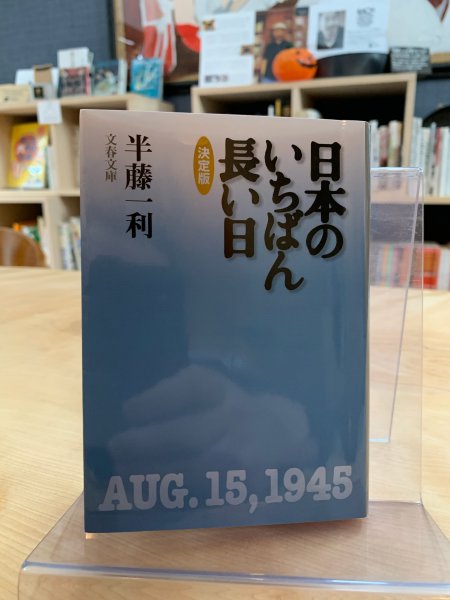 日本の
いちばん
長い日
決定版
半藤一利
文春文庫
AUG. 15, 1945